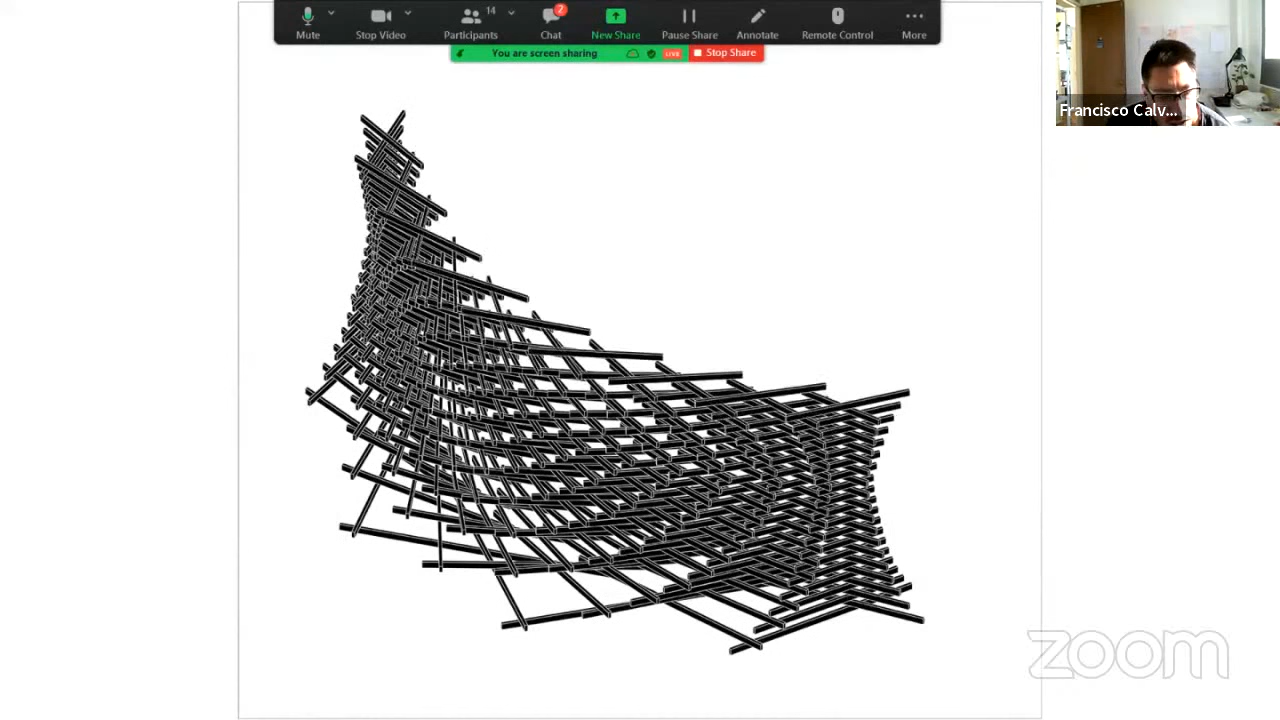 14
2
Mute
Stop Video
Participants
Chat
New Share
Pause Share
Annotate
Remote Control
More
You are screen sharing
LIVE
Stop Share
Francisco Calv...
zoom